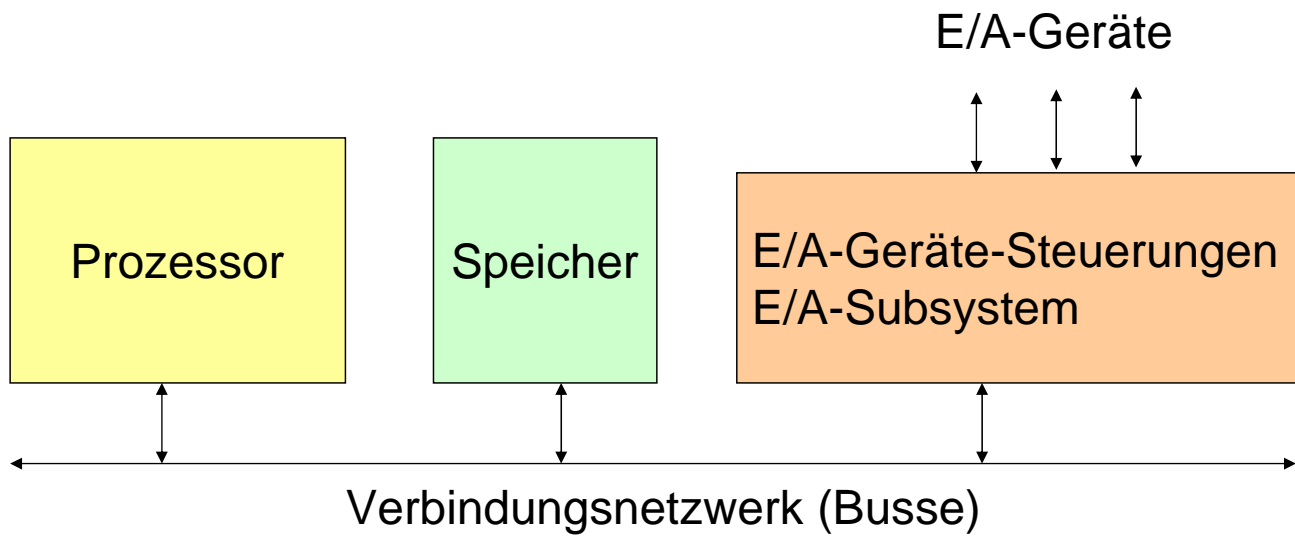 E/A-Geräte
Prozessor
Speicher
E/A-Geräte-Steuerungen
E/A-Subsystem
Verbindungsnetzwerk (Busse)